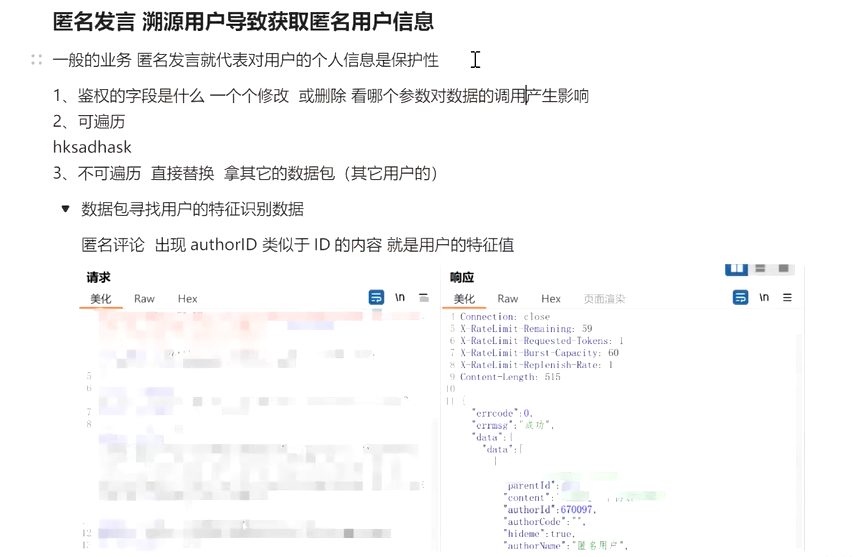 匿名发言 溯源用户导致获取匿名用户信息
一般的业务 匿名发言就代表对用户的个人信息是保护性
1、鉴权的字段是什么 一个个修改 或删除 看哪个参数对数据的调用产生影响
2、可遍历
hksadhask
3、不可遍历 直接替换 拿其它的数据包（其它用户的）
数据包寻找用户的特征识别数据
匿名评论 出现 authorID 类似于 ID 的内容 就是用户的特征值
请求
美化 Raw Hex \n
5
6
7
8
12
13
响应
美化 Raw Hex 页面渲染 \n
4 Connection: close
5 X-RateLimit-Remaining: 59
6 X-RateLimit-Requested-Tokens: 1
7 X-RateLimit-Burst-Capacity: 60
8 X-RateLimit-Replenish-Rate: 1
9 Content-Length: 515
10
11 {
"errcode":0,
"errmsg":"成功",
"data":{
"data":[
"parentId":
"content":
"authorId":670097,
"authorCode":"",
"hideme":true,
"authorName":"匿名用户",